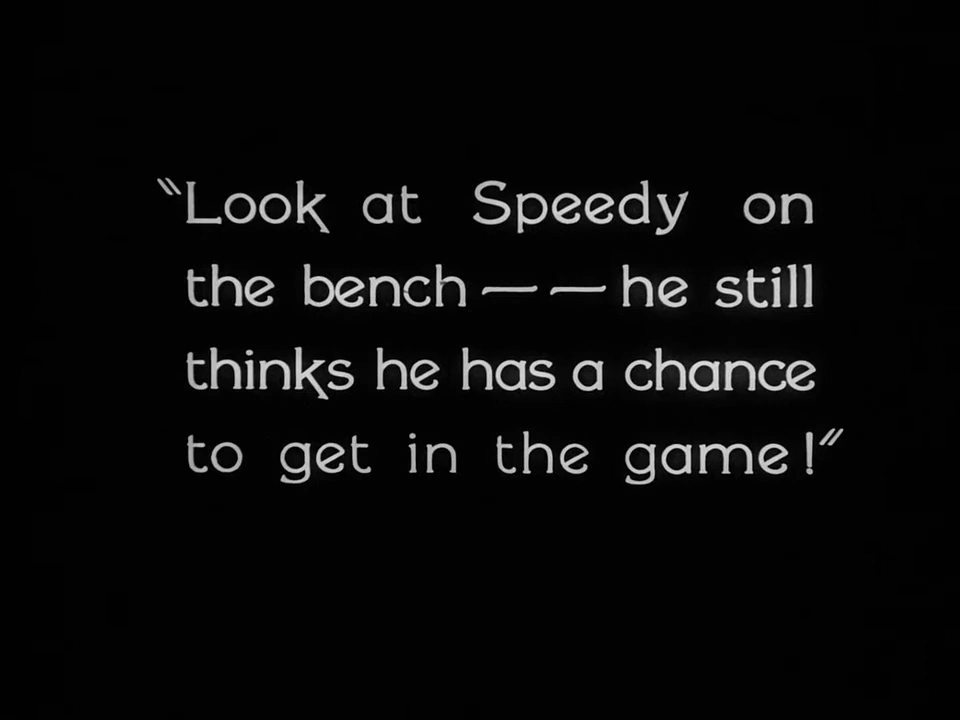 “Look at Speedy on
the bench — — he still
thinks he has a chance
to get in the game!”